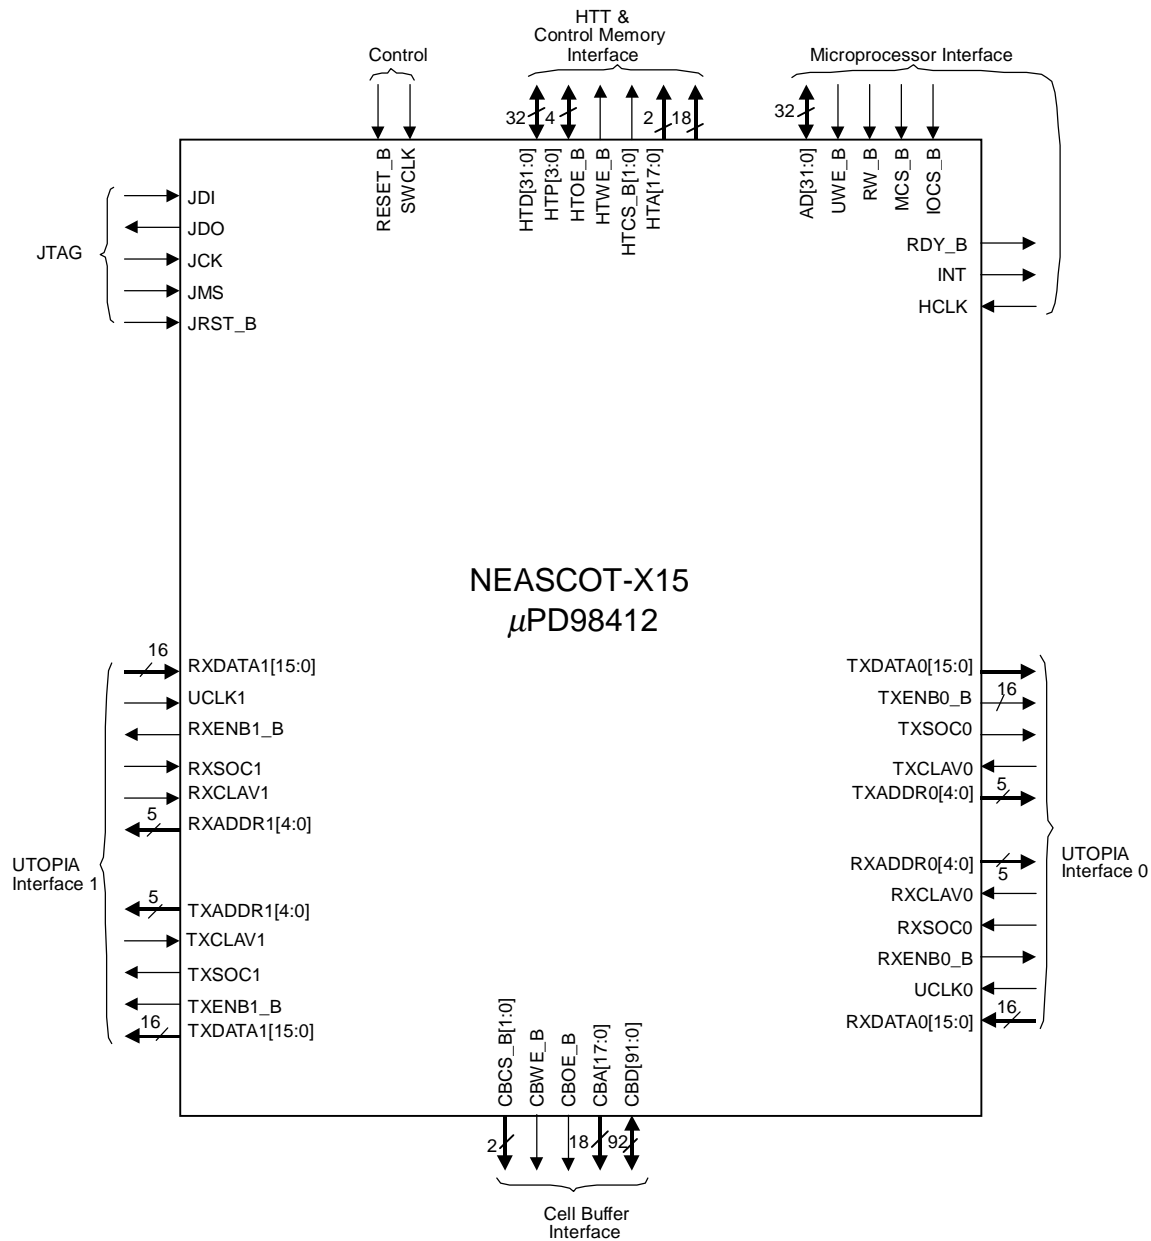 HTT &
Control Memory
Interface
Control
Microprocessor Interface
32
4
2
18
32
RESET_B
SWCLK
HTD[31:0]
HTP[3:0]
HTOE_B
HTWE_B
HTCS_B[1:0]
HTA[17:0]
AD[31:0]
UWE_B
RW_B
MCS_B
IOCS_B
JTAG
JDI
JDO
JCK
JMS
JRST_B
RDY_B
INT
HCLK
NEASCOT-X15
μPD98412
UTOPIA
Interface 1
16
RXDATA1[15:0]
UCLK1
RXENB1_B
RXSOC1
RXCLAV1
5
RXADDR1[4:0]
5
TXADDR1[4:0]
TXCLAV1
TXSOC1
TXENB1_B
16
TXDATA1[15:0]
TXDATA0[15:0]
TXENB0_B
16
TXSOC0
TXCLAV0
TXADDR0[4:0]
5
RXADDR0[4:0]
5
RXCLAV0
RXSOC0
RXENB0_B
UCLK0
RXDATA0[15:0]
16
UTOPIA
Interface 0
CBCS_B[1:0]
CBWE_B
CBOE_B
CBA[17:0]
CBD[91:0]
2
18
92
Cell Buffer
Interface